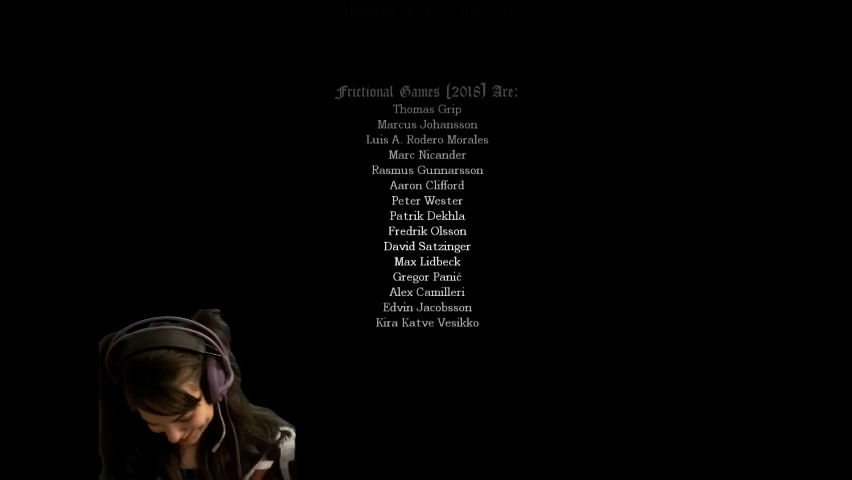 Frictional Games [2018] Are:
Thomas Grip
Marcus Johansson
Luis A. Rodero Morales
Marc Nicander
Rasmus Gunnarsson
Aaron Clifford
Peter Wester
Patrik Dekhla
Fredrik Olsson
David Satzinger
Max Lidbeck
Gregor Panič
Alex Camilleri
Edvin Jacobsson
Kira Katve Vesikko